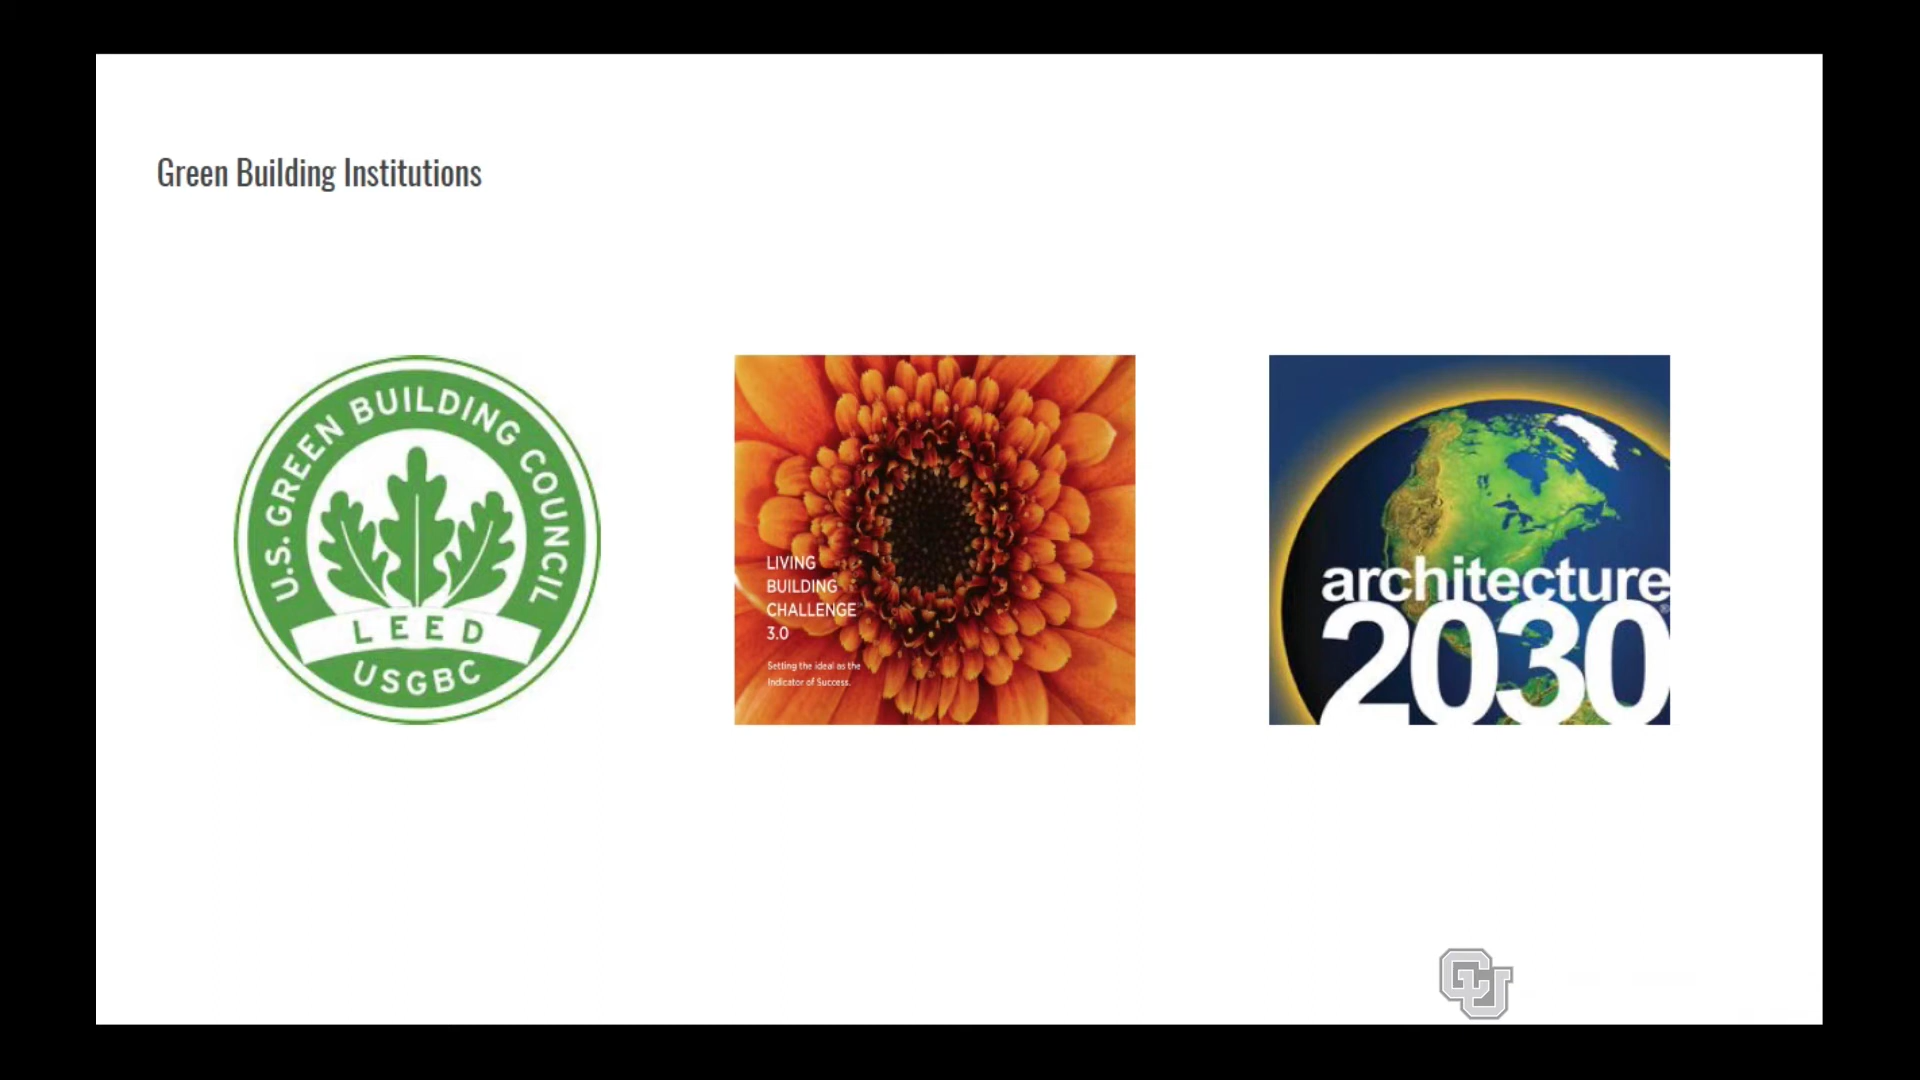 Green Building Institutions
U.S. GREEN BUILDING COUNCIL
LEED
USGBC
LIVING
BUILDING
CHALLENGE
3.0
Setting the ideal as the
Indicator of Success.
architecture
2030
CU